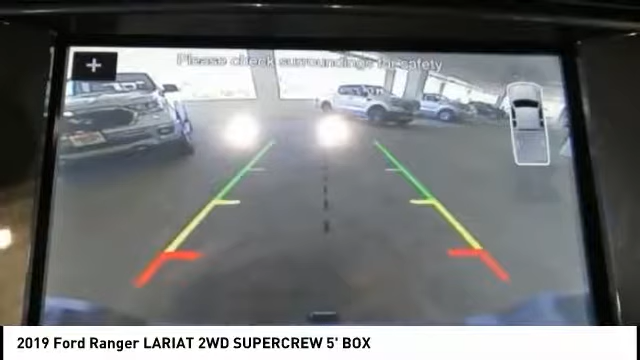 Please check surroundings for safety
2019 Ford Ranger LARIAT 2WD SUPERCREW 5' BOX